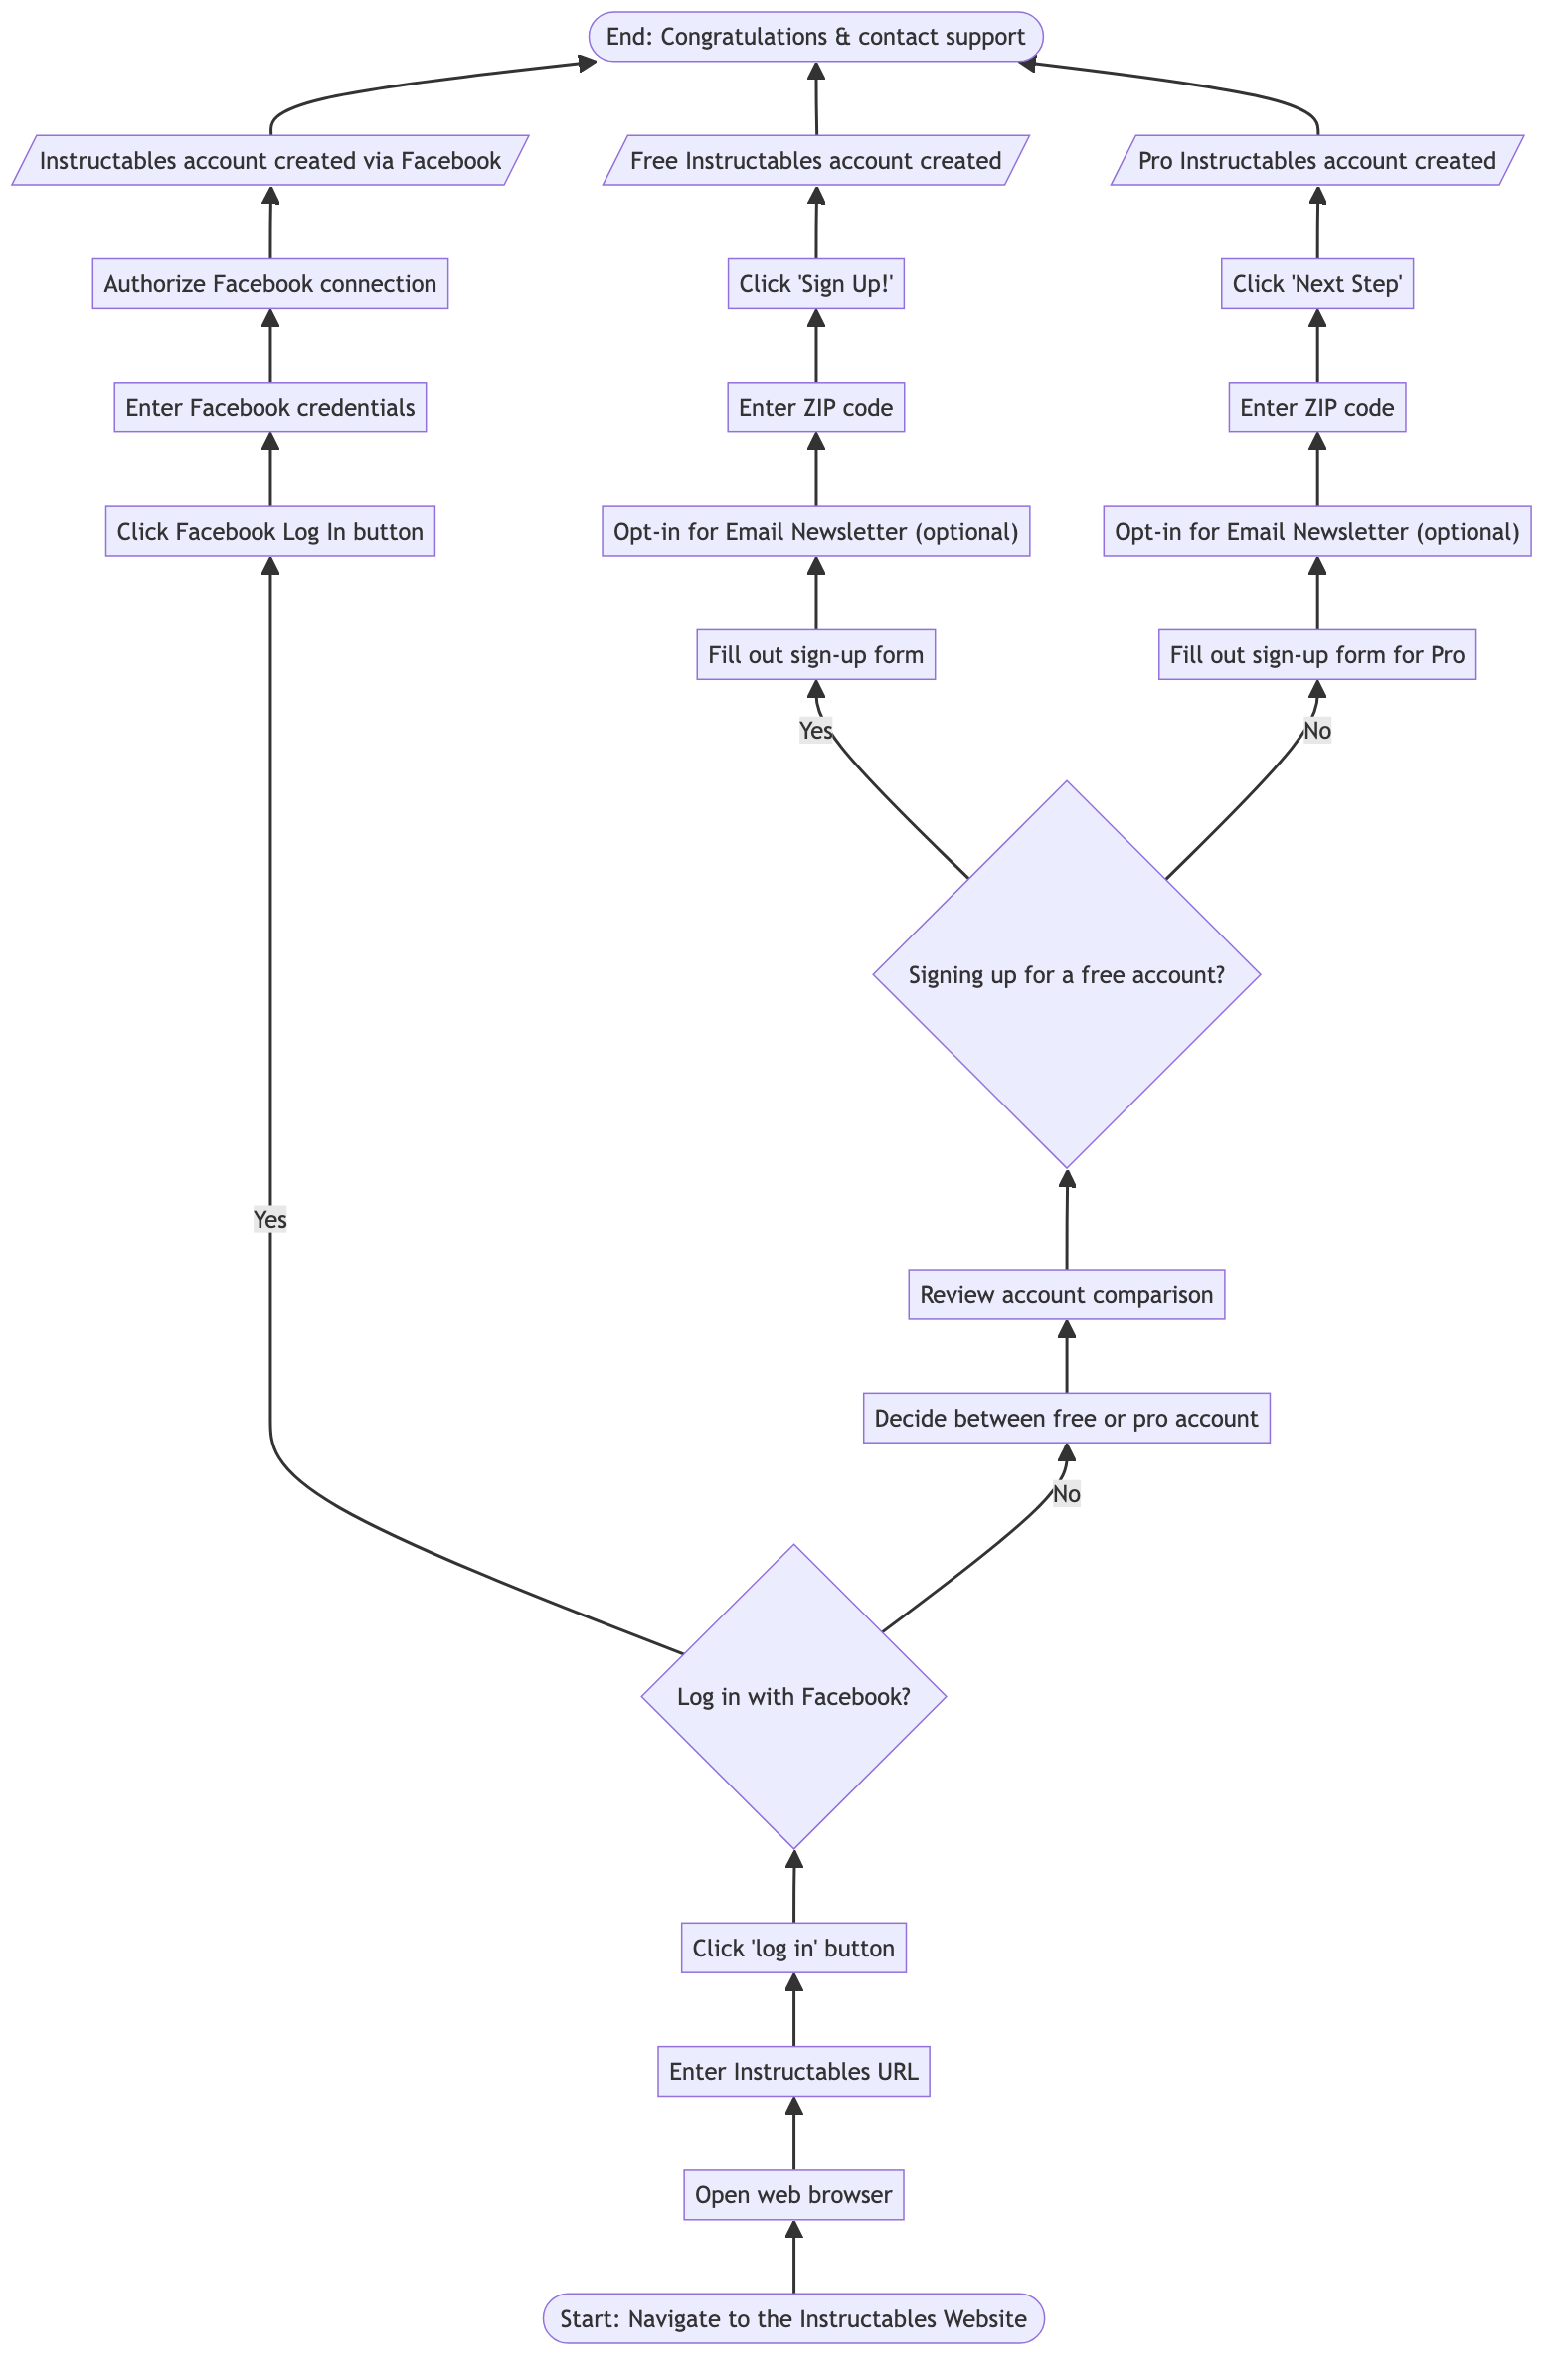 End: Congratulations & contact support
Instructables account created via Facebook
Free Instructables account created
Pro Instructables account created
Authorize Facebook connection
Click 'Sign Up!'
Click 'Next Step'
Enter Facebook credentials
Enter ZIP code
Enter ZIP code
Click Facebook Log In button
Opt-in for Email Newsletter (optional)
Opt-in for Email Newsletter (optional)
Fill out sign-up form
Fill out sign-up form for Pro
Yes
No
Signing up for a free account?
Yes
Review account comparison
Decide between free or pro account
No
Log in with Facebook?
Click 'log in' button
Enter Instructables URL
Open web browser
Start: Navigate to the Instructables Website